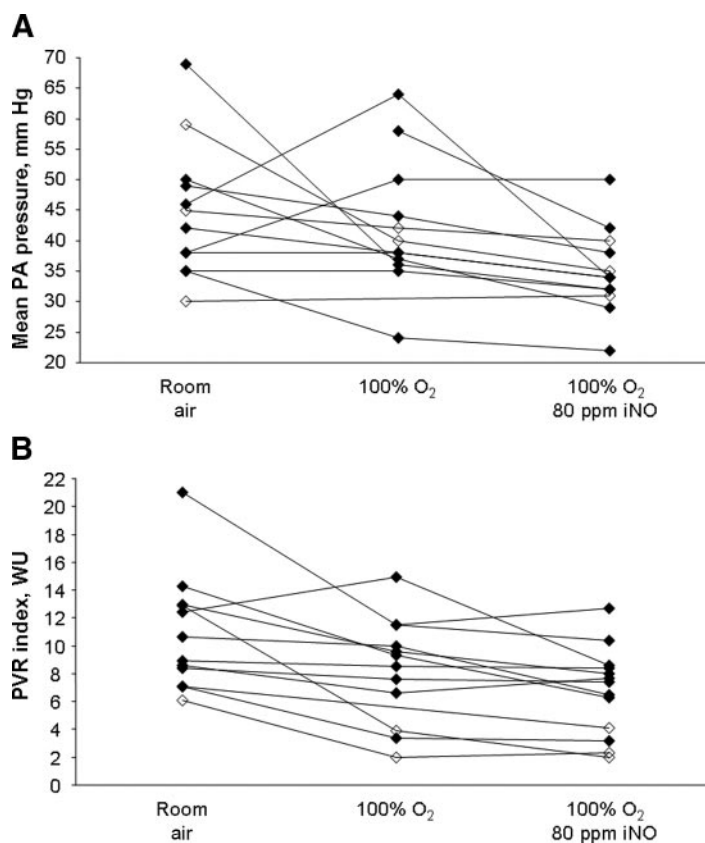 A
Mean PA pressure, mm Hg
70
65
60
55
50
45
40
35
30
25
20
Room
air
100% O₂
100% O₂
80 ppm iNO
B
PVR index, WU
22
20
18
16
14
12
10
8
6
4
2
0
Room
air
100% O₂
100% O₂
80 ppm iNO